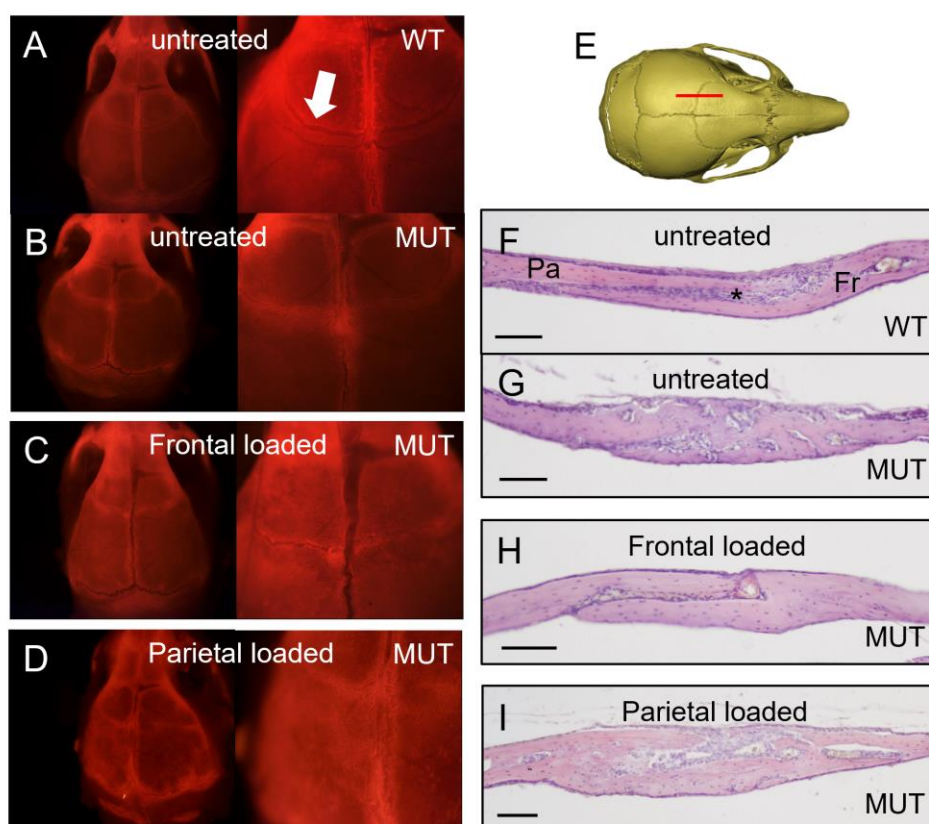 A
untreated
WT
B
untreated
MUT
C
Frontal loaded
MUT
D
Parietal loaded
MUT
E
F
untreated
Pa
*
Fr
WT
G
untreated
MUT
H
Frontal loaded
MUT
I
Parietal loaded
MUT